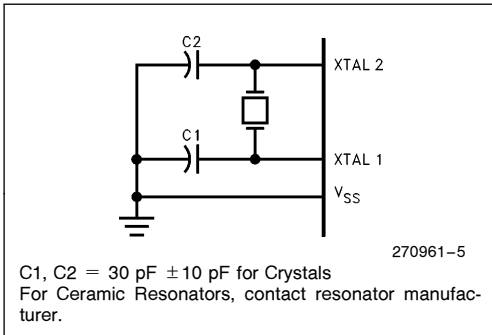 C2
XTAL 2
C1
XTAL 1
VSS
270961–5
C1, C2 = 30 pF ±10 pF for Crystals
For Ceramic Resonators, contact resonator manufac-
turer.